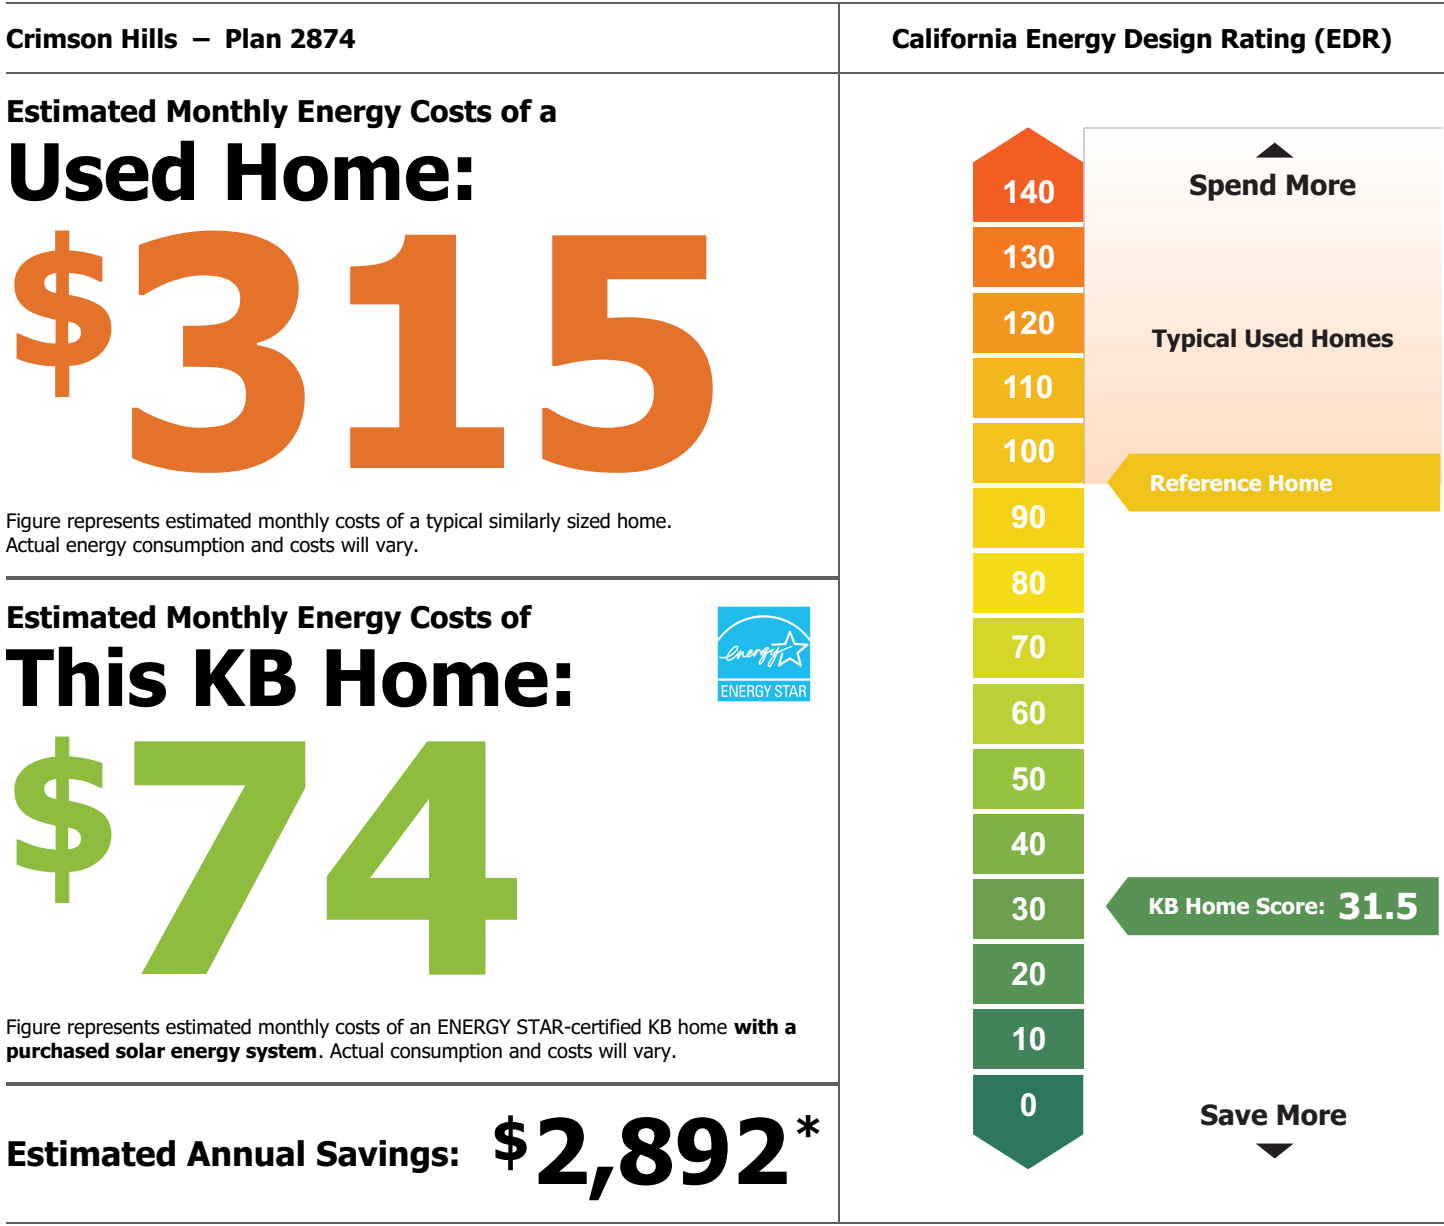 Crimson Hills – Plan 2874
Estimated Monthly Energy Costs of a
Used Home:
$315
Figure represents estimated monthly costs of a typical similarly sized home.
Actual energy consumption and costs will vary.
Estimated Monthly Energy Costs of
This KB Home:
energy
ENERGY STAR
$74
Figure represents estimated monthly costs of an ENERGY STAR-certified KB home with a
purchased solar energy system. Actual consumption and costs will vary.
Estimated Annual Savings: $2,892*
California Energy Design Rating (EDR)
Spend More
140
130
120
Typical Used Homes
110
100
Reference Home
90
80
70
60
50
40
30
KB Home Score: 31.5
20
10
0
Save More